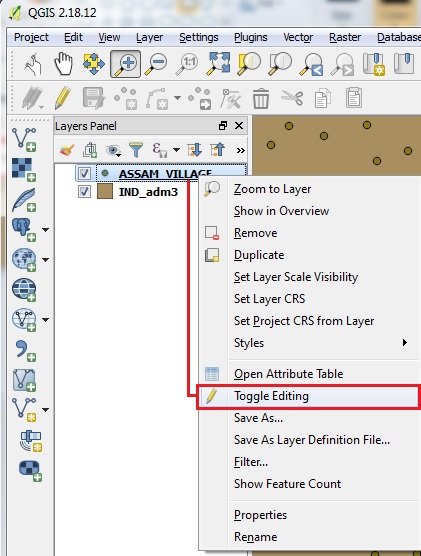 QGIS 2.18.12
Project Edit View Layer Settings Plugins Vector Raster Database
Layers Panel
ASSAM_VILLAGE
IND_adm3
Zoom to Layer
Show in Overview
Remove
Duplicate
Set Layer Scale Visibility
Set Layer CRS
Set Project CRS from Layer
Styles
Open Attribute Table
Toggle Editing
Save As...
Save As Layer Definition File...
Filter...
Show Feature Count
Properties
Rename